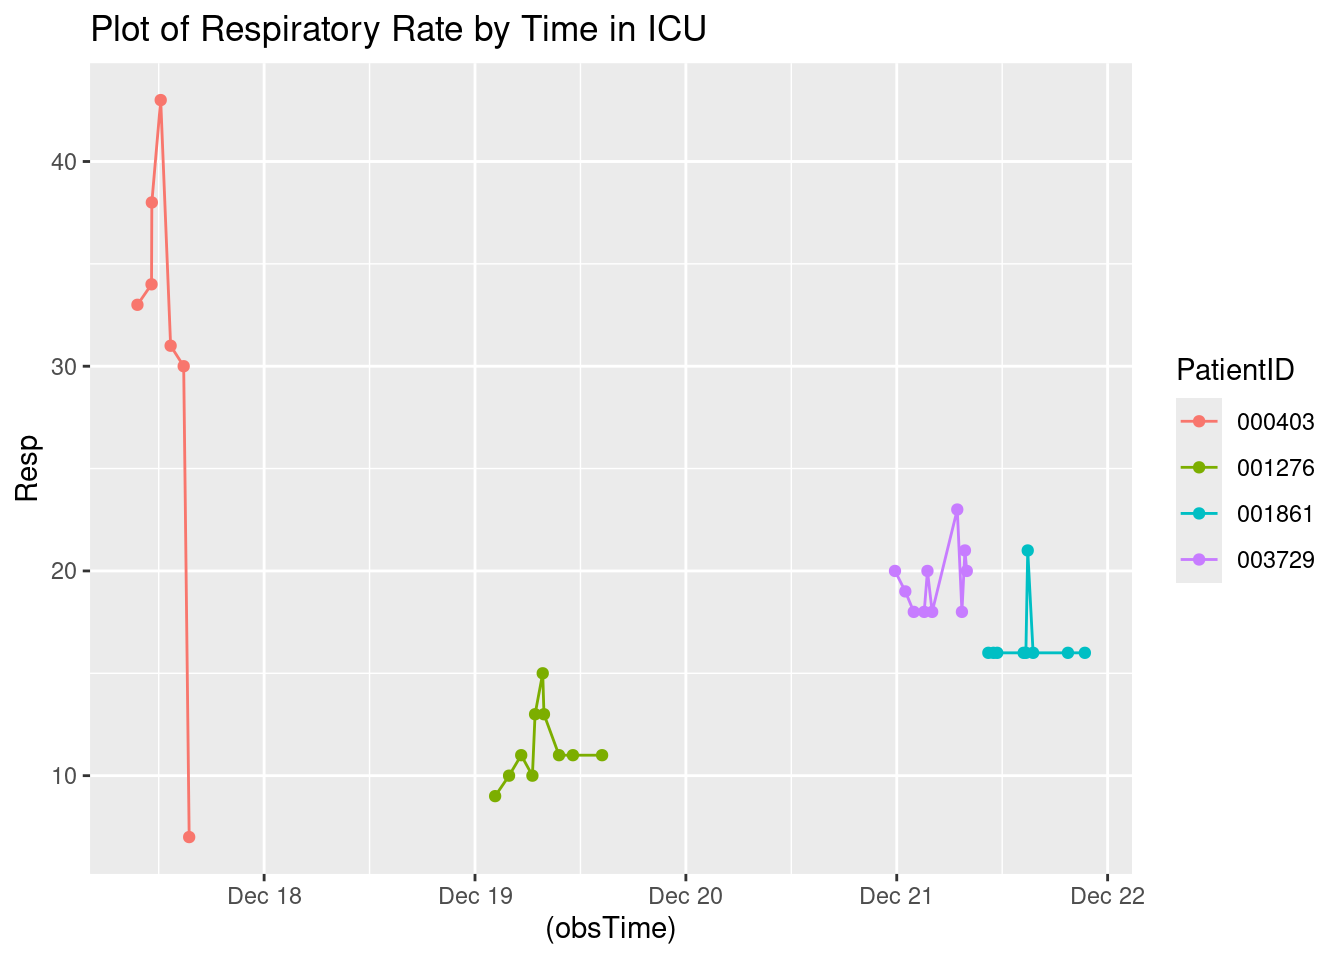 Plot of Respiratory Rate by Time in ICU
40
30
20
10
Resp
Dec 18
Dec 19
Dec 20
Dec 21
Dec 22
(obsTime)
PatientID
000403
001276
001861
003729